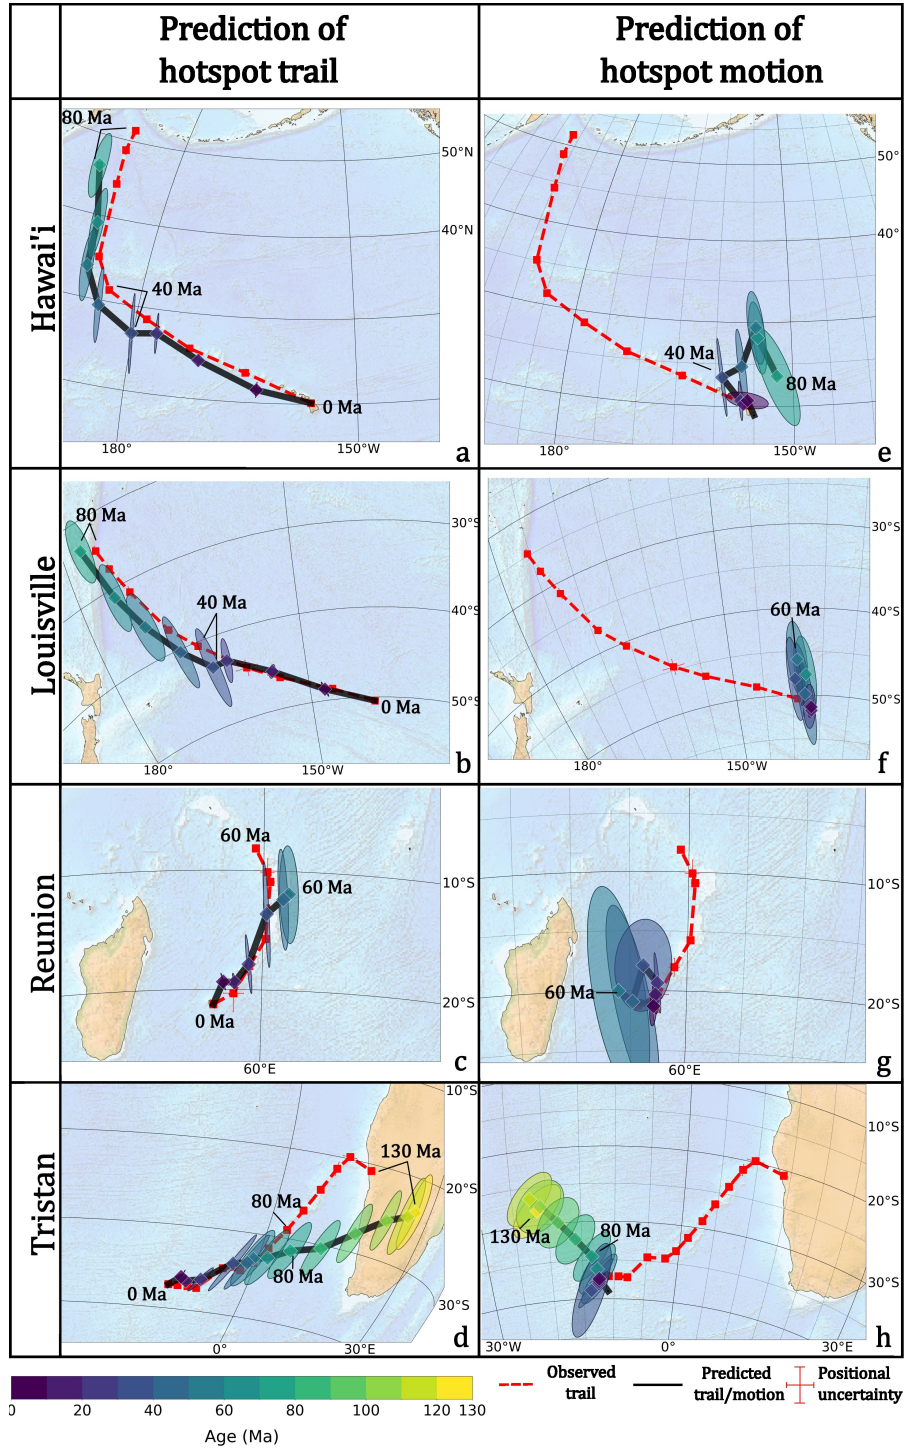 Prediction of
hotspot trail
Prediction of
hotspot motion
Hawai'i
80 Ma
50°N
40°N
40 Ma
0 Ma
180°
150°W
a
50°
40°
40 Ma
80 Ma
180°
150°W
e
Louisville
80 Ma
30°S
40 Ma
40°S
50°S
0 Ma
180°
150°W
b
30°S
60 Ma
40°S
50°S
180°
150°W
f
Reunion
60 Ma
10°S
60 Ma
20°S
0 Ma
60°E
c
10°S
60 Ma
20°S
60°E
g
Tristan
10°S
130 Ma
20°S
80 Ma
80 Ma
0 Ma
30°S
0°
30°E
d
10°S
20°S
130 Ma
80 Ma
30°S
30°W
0°
30°E
h
0 20 40 60 80 100 120 130
Age (Ma)
Observed
trail
Predicted
trail/motion
Positional
uncertainty